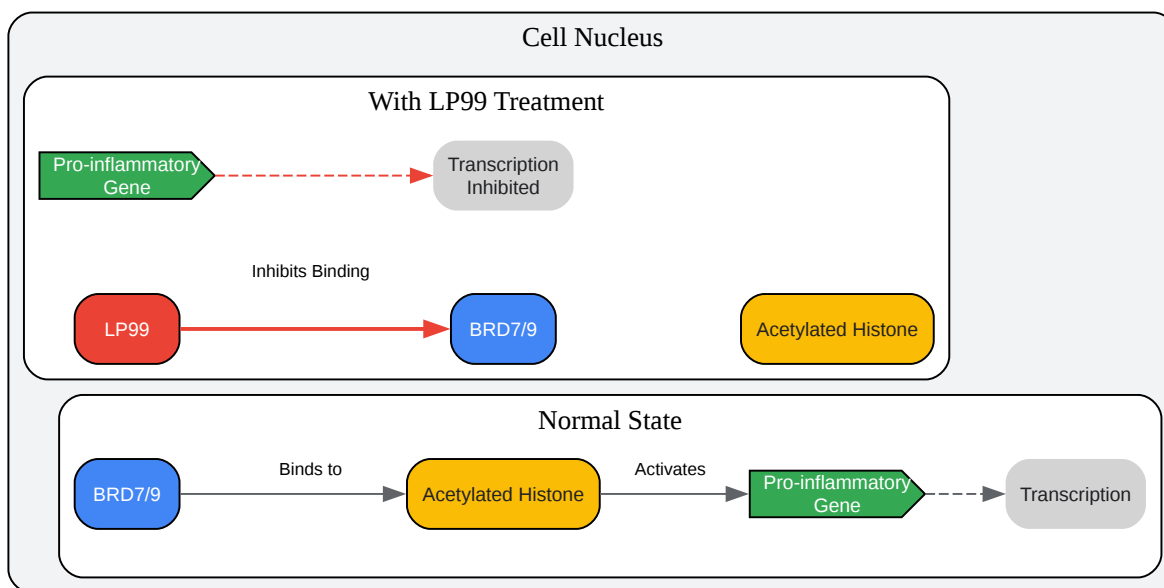 Cell Nucleus
With LP99 Treatment
Pro-inflammatory
Gene
Transcription
Inhibited
Inhibits Binding
LP99
BRD7/9
Acetylated Histone
Normal State
BRD7/9
Binds to
Acetylated Histone
Activates
Pro-inflammatory
Gene
Transcription